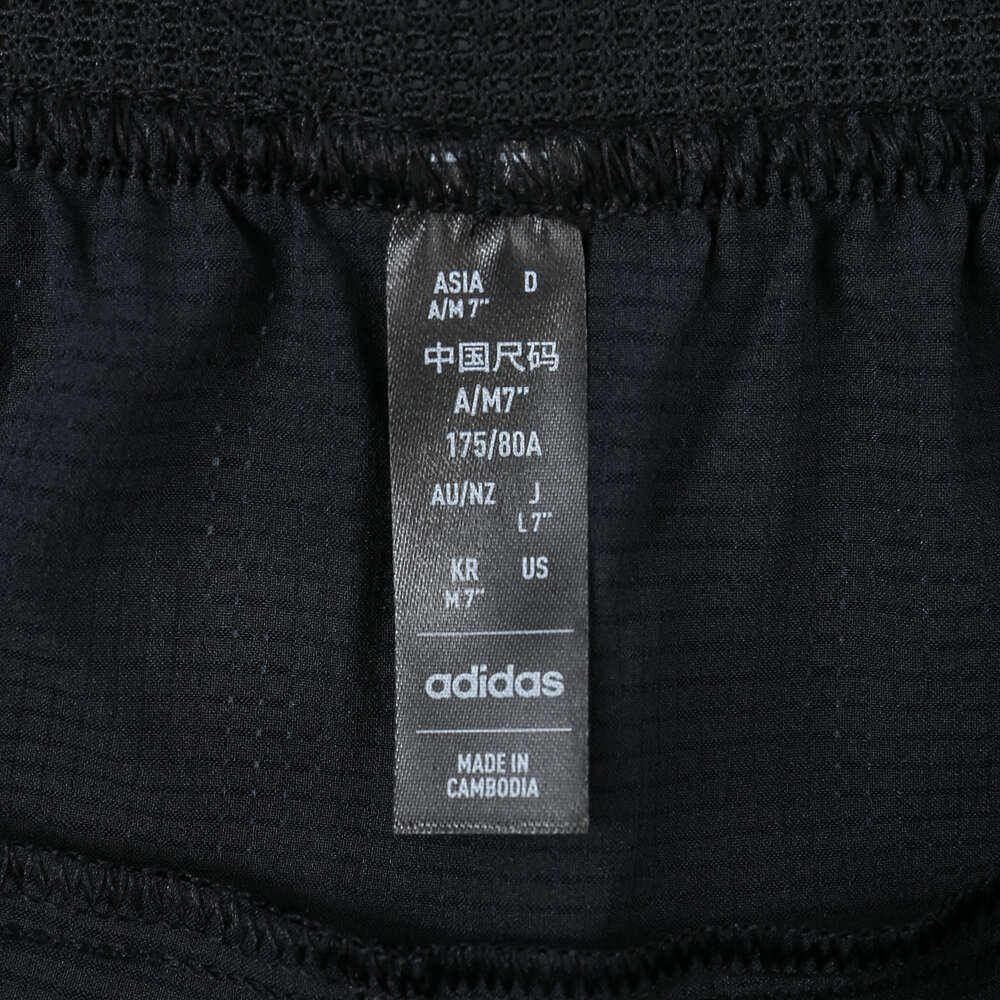 ASIA D
A/M 7"
中国尺码
A/M7"
175/80A
AU/NZ J
L 7"
KR US
M 7"
adidas
MADE IN
CAMBODIA